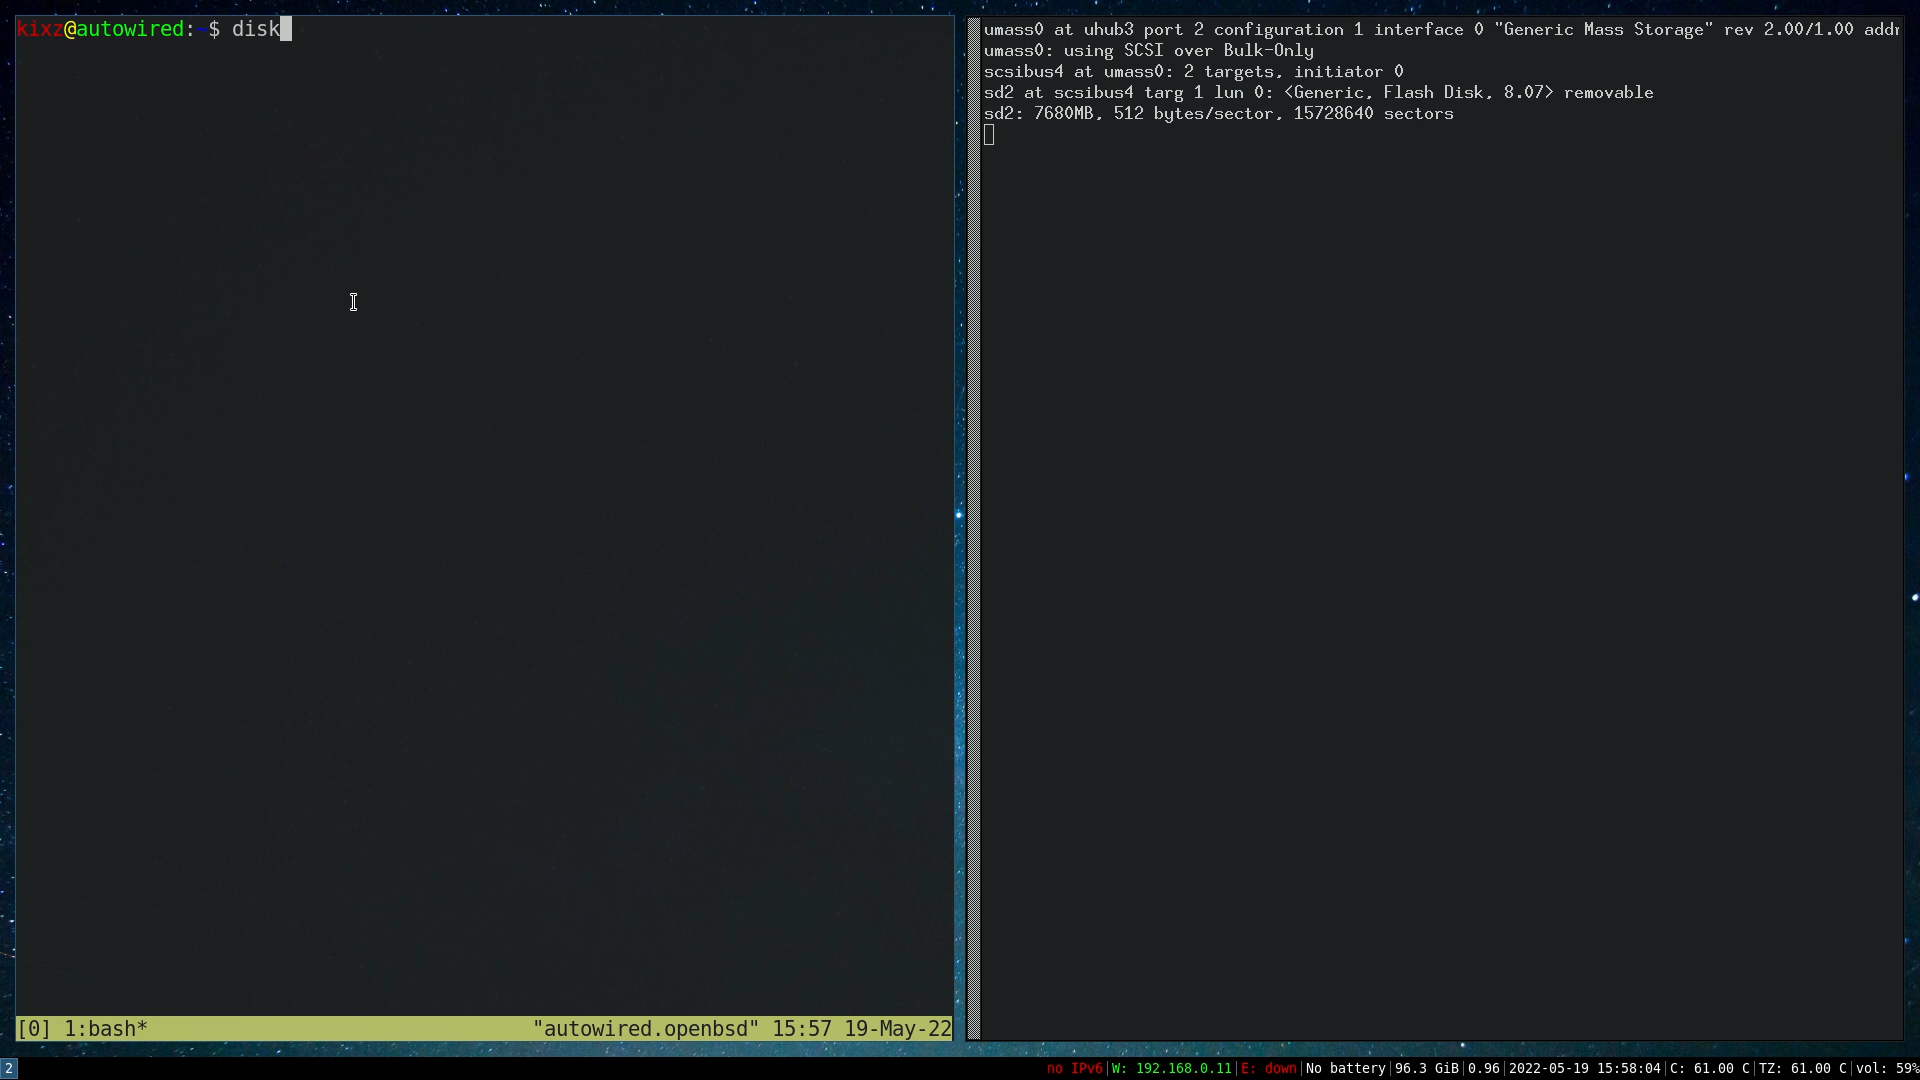 kixz@autowired:~$ disk
[0] 1:bash* "autowired.openbsd" 15:57 19-May-22
umass0 at uhub3 port 2 configuration 1 interface 0 "Generic Mass Storage" rev 2.00/1.00 addr
umass0: using SCSI over Bulk-Only
scsibus4 at umass0: 2 targets, initiator 0
sd2 at scsibus4 targ 1 lun 0: <Generic, Flash Disk, 8.07> removable
sd2: 7680MB, 512 bytes/sector, 15728640 sectors
2 no IPv6|W: 192.168.0.11|E: down|No battery|96.3 GiB|0.96|2022-05-19 15:58:04|C: 61.00 C|TZ: 61.00 C|vol: 59%